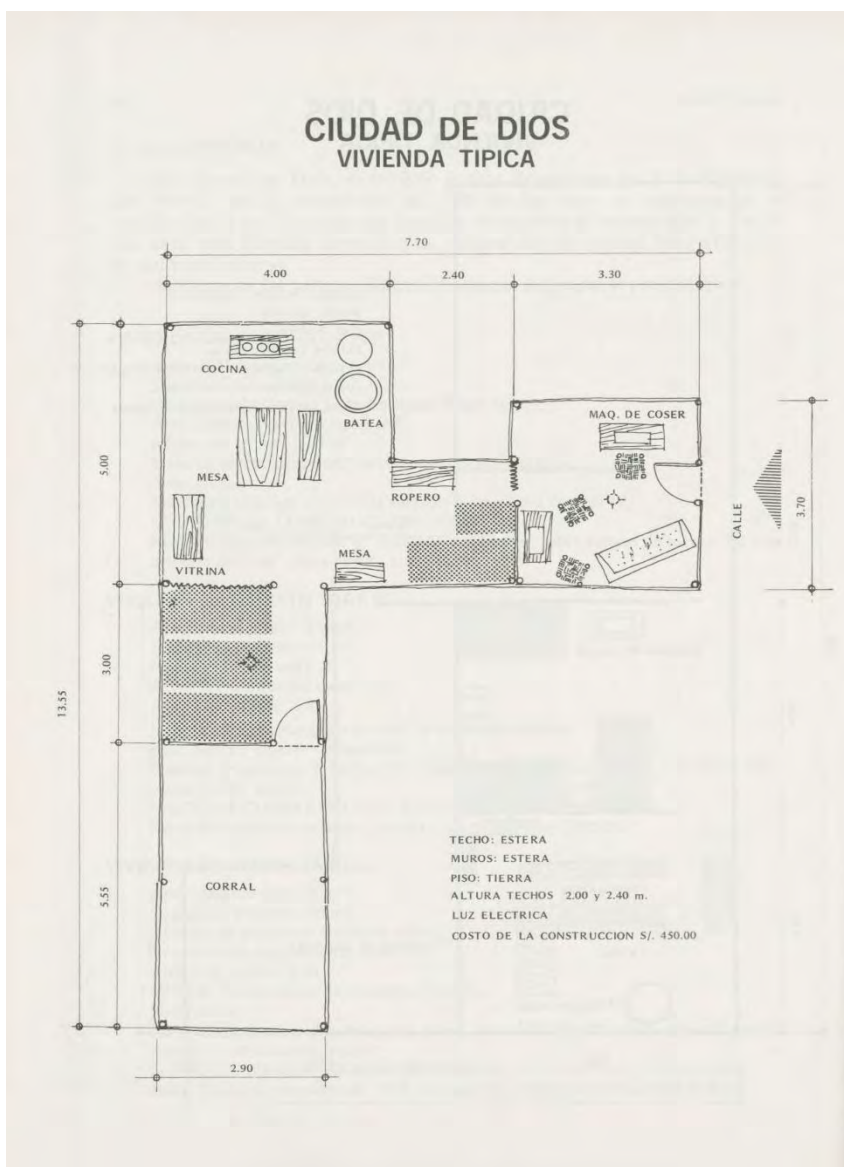 CIUDAD DE DIOS
VIVIENDA TIPICA
7.70
4.00
2.40
3.30
COCINA
BATEA
MAQ. DE COSER
MESA
ROPERO
5.00
3.70
CALLE
VITRINA
MESA
3.00
13.55
TECHO: ESTERA
MUROS: ESTERA
PISO: TIERRA
ALTURA TECHOS 2.00 y 2.40 m.
LUZ ELECTRICA
COSTO DE LA CONSTRUCCION S/. 450.00
CORRAL
5.55
2.90